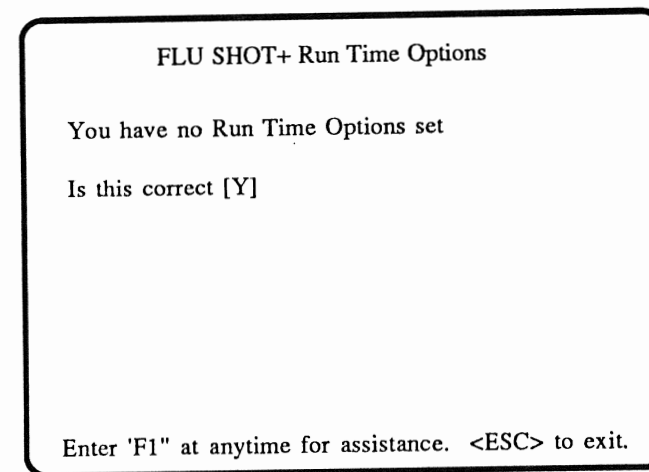 FLU SHOT+ Run Time Options
You have no Run Time Options set
Is this correct [Y]
Enter 'F1" at anytime for assistance. <ESC> to exit.